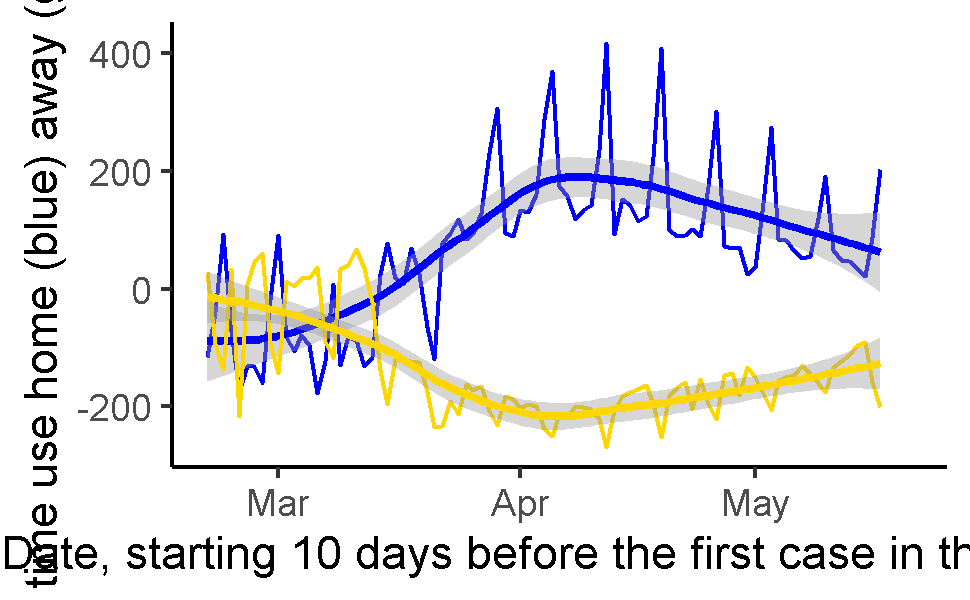 time use home (blue) away (
400
200
0
-200
Mar Apr May
Date, starting 10 days before the first case in th